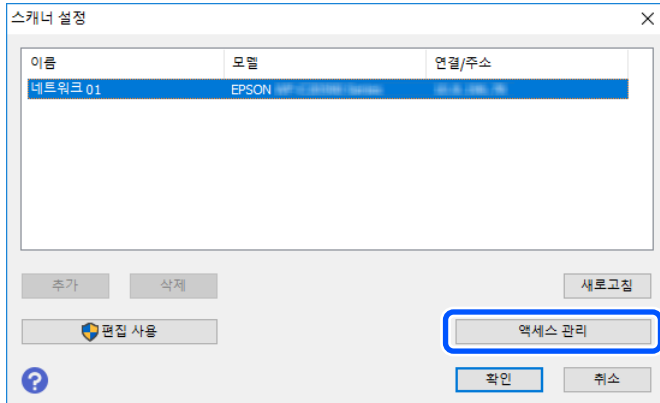 스캐너 설정
이름 모델 연결/주소
네트워크 01 EPSON
추가 삭제 새로고침
편집 사용 액세스 관리
확인 취소